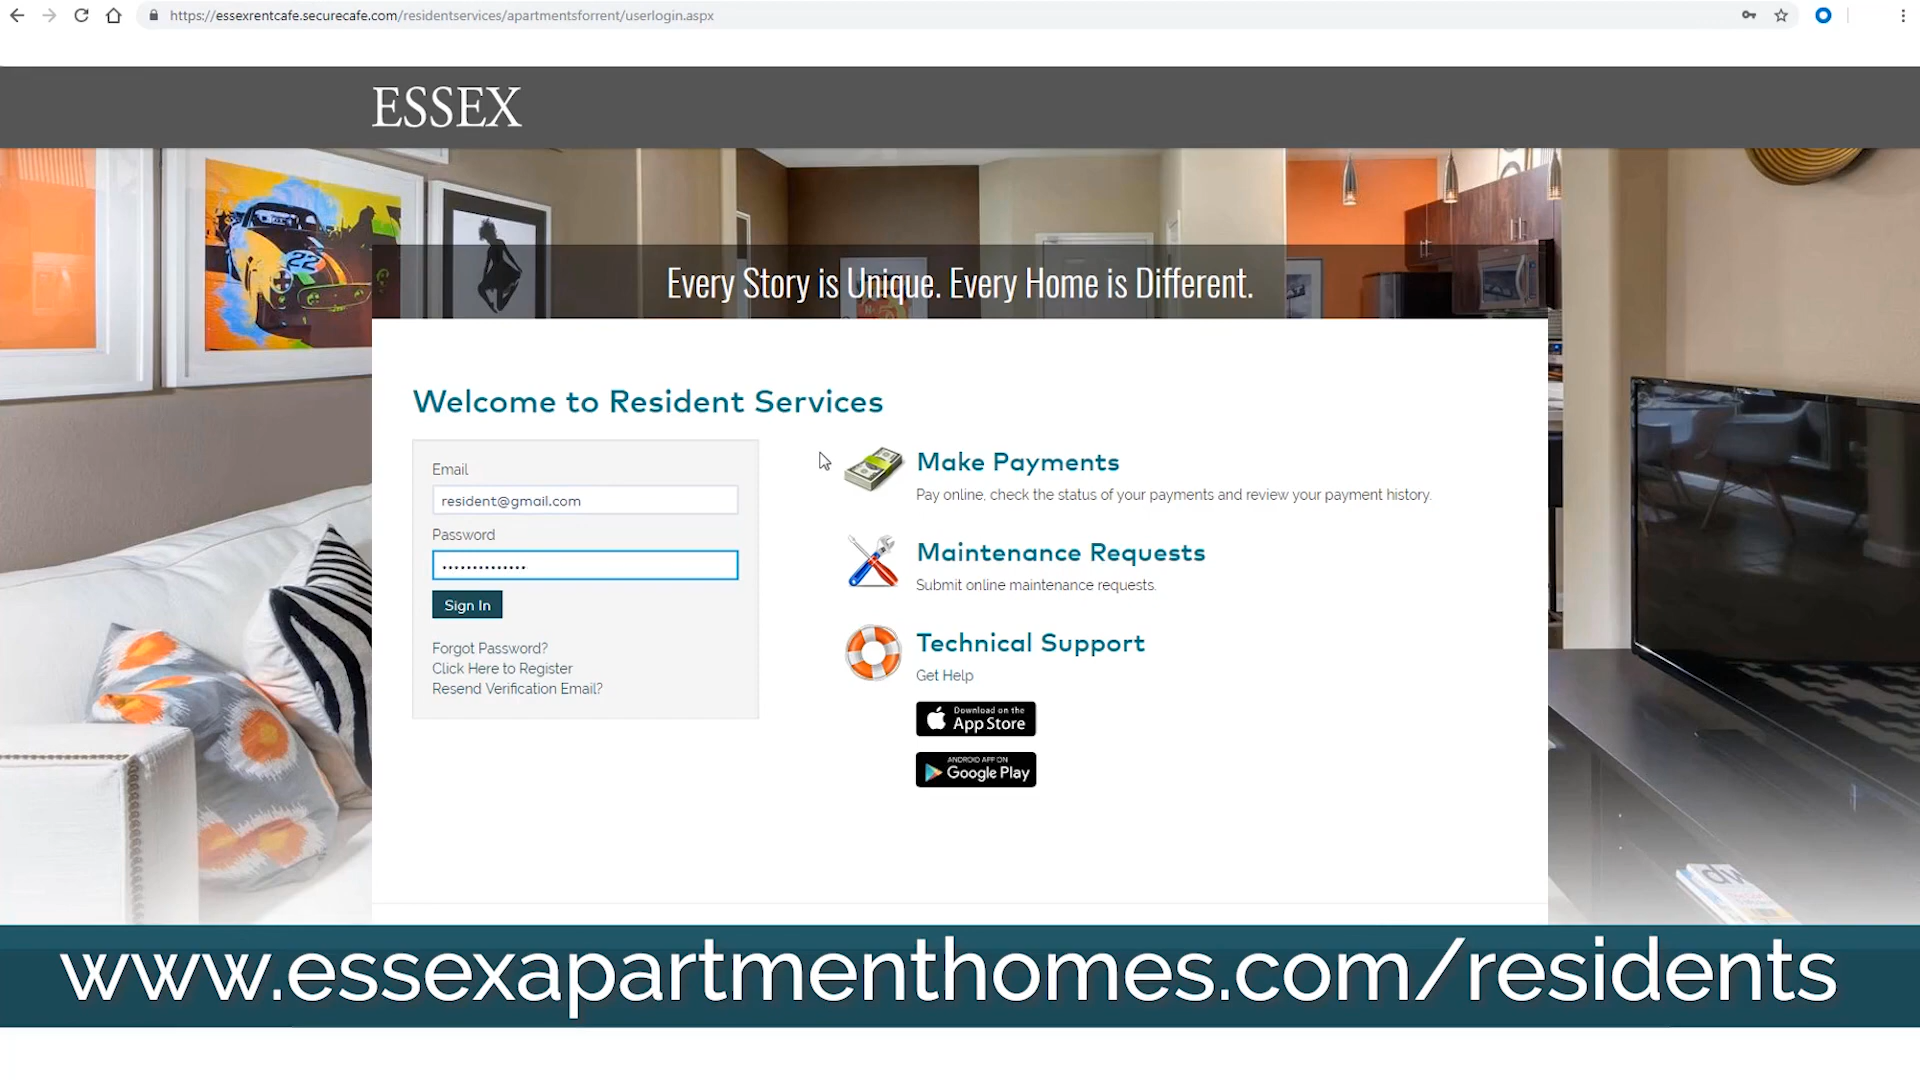 https://essexrentcafe.securecafe.com/residentservices/apartmentsforrent/userlogin.aspx
ESSEX
22
Every Story is Unique. Every Home is Different.
Welcome to Resident Services
Email
resident@gmail.com
Password
••••••••••••••
Sign In
Forgot Password?
Click Here to Register
Resend Verification Email?
Make Payments
Pay online, check the status of your payments and review your payment history.
Maintenance Requests
Submit online maintenance requests.
Technical Support
Get Help
Download on the
App Store
ANDROID APP ON
Google Play
www.essexapartmenthomes.com/residents